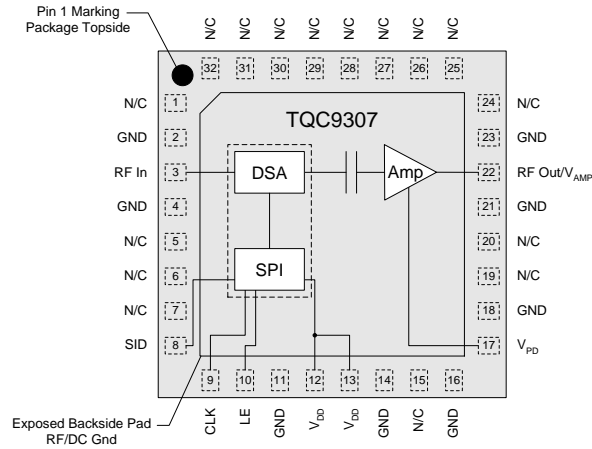 Pin 1 Marking
Package Topside
N/C
N/C
N/C
N/C
N/C
N/C
N/C
N/C
32
31
30
29
28
27
26
25
N/C
1
24
N/C
TQC9307
GND
2
23
GND
RF In
3
DSA
Amp
22
RF Out/VAMP
GND
4
21
GND
N/C
5
20
N/C
N/C
6
SPI
19
N/C
N/C
7
18
GND
SID
8
17
VPD
9
10
11
12
13
14
15
16
CLK
LE
GND
VDD
VDD
GND
N/C
GND
Exposed Backside Pad
RF/DC Gnd